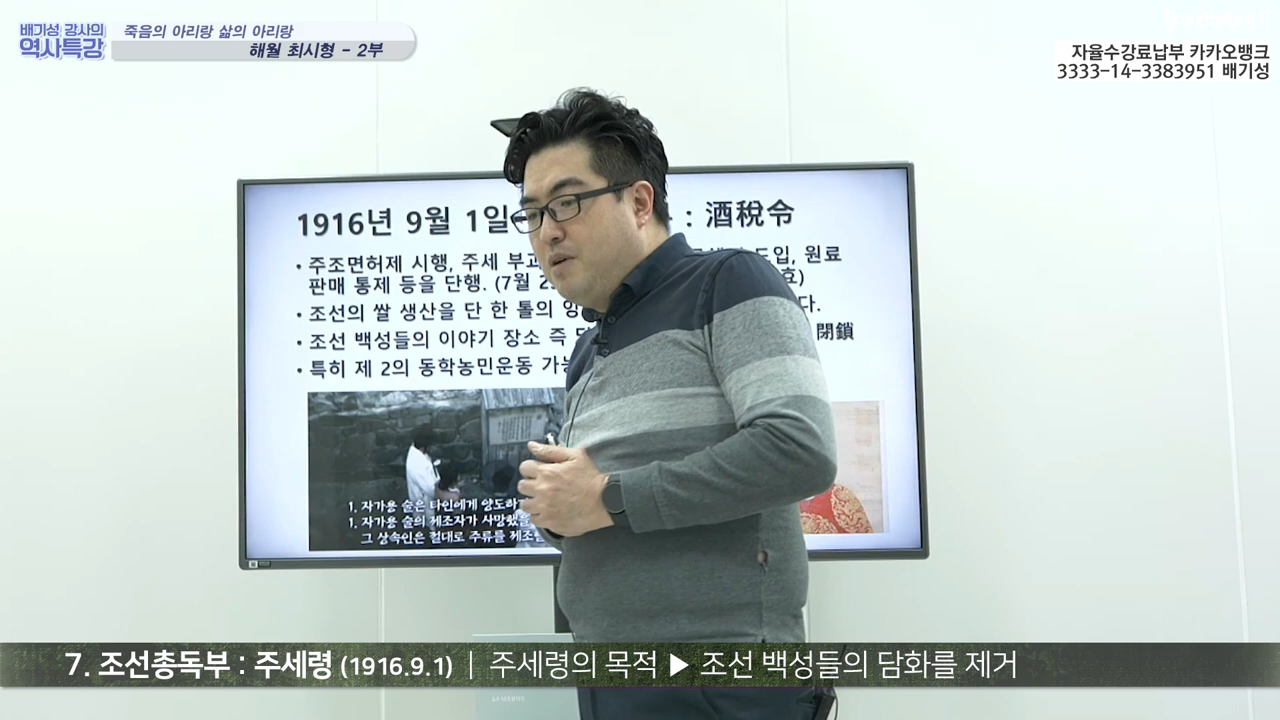 배기성 강사의
역사특강
죽음의 아리랑 삶의 아리랑
해월 최시형 - 2부
자율수강료납부 카카오뱅크
3333-14-3383951 배기성
1916년 9월 1일
: 酒稅令
• 주조면허제 시행, 주세 부과
도입, 원료
판매 통제 등을 단행. (7월
효)
• 조선의 쌀 생산을 단 한 톨의
다.
• 조선 백성들의 이야기 장소 즉
閉鎖
• 특히 제 2의 동학농민운동
1. 자가용 술은 타인에게 양도하
1. 자가용 술의 제조자가 사망했을
그 상속인은 절대로 주류를 제조
7. 조선총독부 : 주세령 (1916.9.1) | 주세령의 목적 ▶ 조선 백성들의 담화를 제거